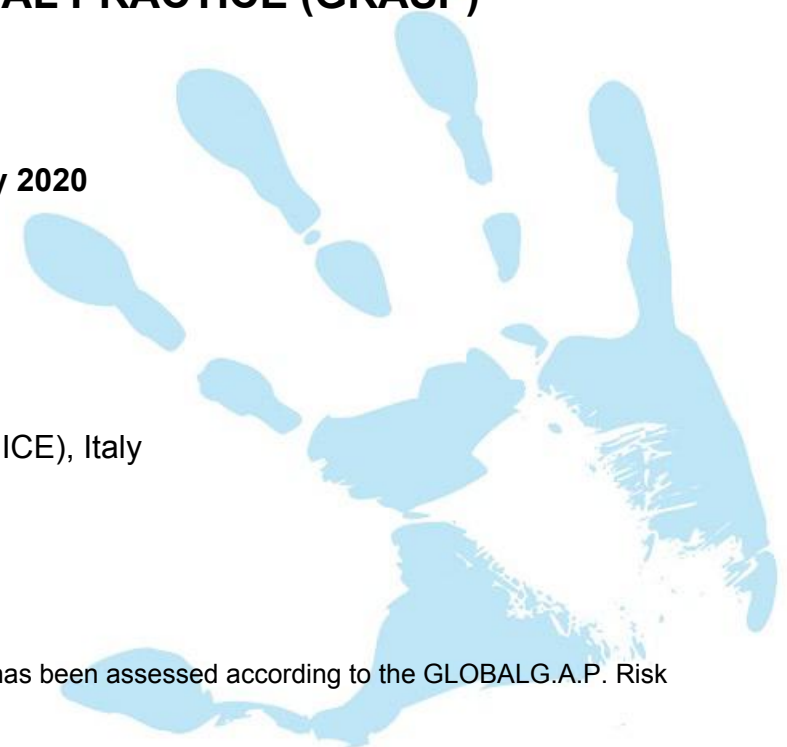 AL PRACTICE (GRASP)
y 2020
ICE), Italy
has been assessed according to the GLOBALG.A.P. Risk